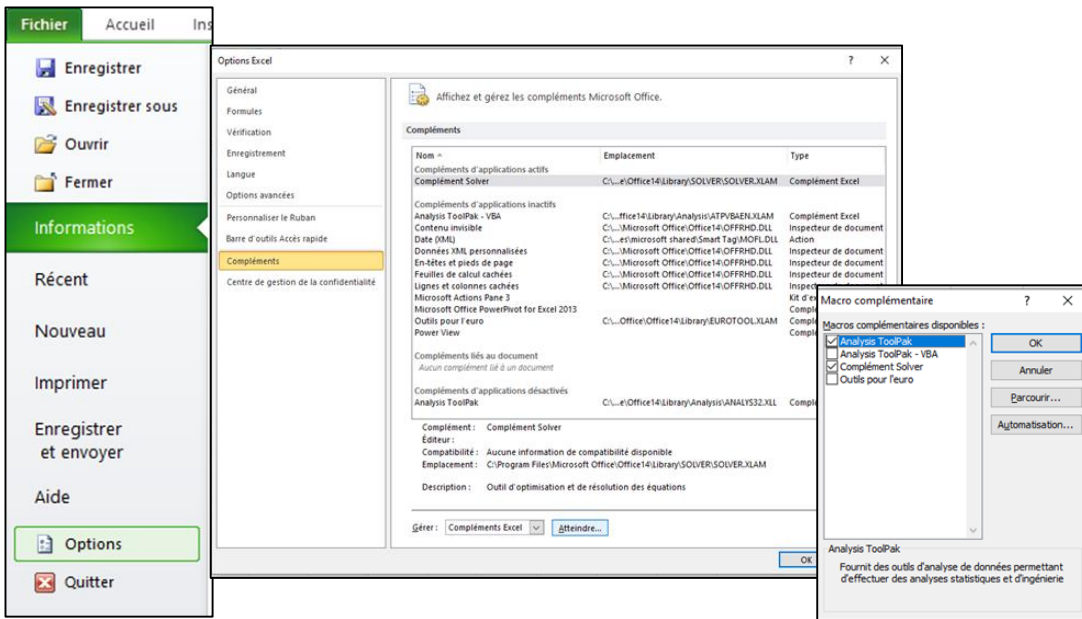 Fichier Accueil Ins
Enregistrer
Enregistrer sous
Ouvrir
Fermer
Informations
Récent
Nouveau
Imprimer
Enregistrer
et envoyer
Aide
Options
Quitter
Options Excel ? X
Général
Formules
Vérification
Enregistrement
Langue
Options avancées
Personnaliser le Ruban
Barre d'outils Accès rapide
Compléments
Centre de gestion de la confidentialité
Affichez et gérez les compléments Microsoft Office.
Compléments
Nom Emplacement Type
Compléments d'applications actifs
Complément Solver C:\...e\Office14\Library\SOLVER\SOLVER.XLAM Complément Excel
Compléments d'applications inactifs
Analysis ToolPak - VBA C:\...ffice14\Library\Analysis\ATPVBAEN.XLAM Complément Excel
Contenu invisible C:\...\Microsoft Office\Office14\OFFRHD.DLL Inspecteur de document
Date (XML) C:\...es\microsoft shared\Smart Tag\MOFL.DLL Action
Données XML personnalisées C:\...\Microsoft Office\Office14\OFFRHD.DLL Inspecteur de document
En-têtes et pieds de page C:\...\Microsoft Office\Office14\OFFRHD.DLL Inspecteur de document
Feuilles de calcul cachées C:\...\Microsoft Office\Office14\OFFRHD.DLL Inspecteur de document
Lignes et colonnes cachées C:\...\Microsoft Office\Office14\OFFRHD.DLL Inspect
Microsoft Actions Pane 3 Kit d'ex
Microsoft Office PowerPivot for Excel 2013 Complé
Outils pour l'euro C:\...Office\Office14\Library\EUROTOOL.XLAM Complé
Power View Complé
Compléments liés au document
Aucun complément lié à un document
Compléments d'applications désactivés
Analysis ToolPak C:\...e\Office14\Library\Analysis\ANALYS32.XLL Complé
Complément : Complément Solver
Éditeur :
Compatibilité : Aucune information de compatibilité disponible
Emplacement : C:\Program Files\Microsoft Office\Office14\Library\SOLVER\SOLVER.XLAM
Description : Outil d'optimisation et de résolution des équations
Gérer : Compléments Excel Atteindre...
OK
Macro complémentaire ? X
Macros complémentaires disponibles :
Analysis ToolPak
Analysis ToolPak - VBA
Complément Solver
Outils pour l'euro
OK
Annuler
Parcourir...
Automatisation...
Analysis ToolPak
Fournit des outils d'analyse de données permettant
d'effectuer des analyses statistiques et d'ingénierie